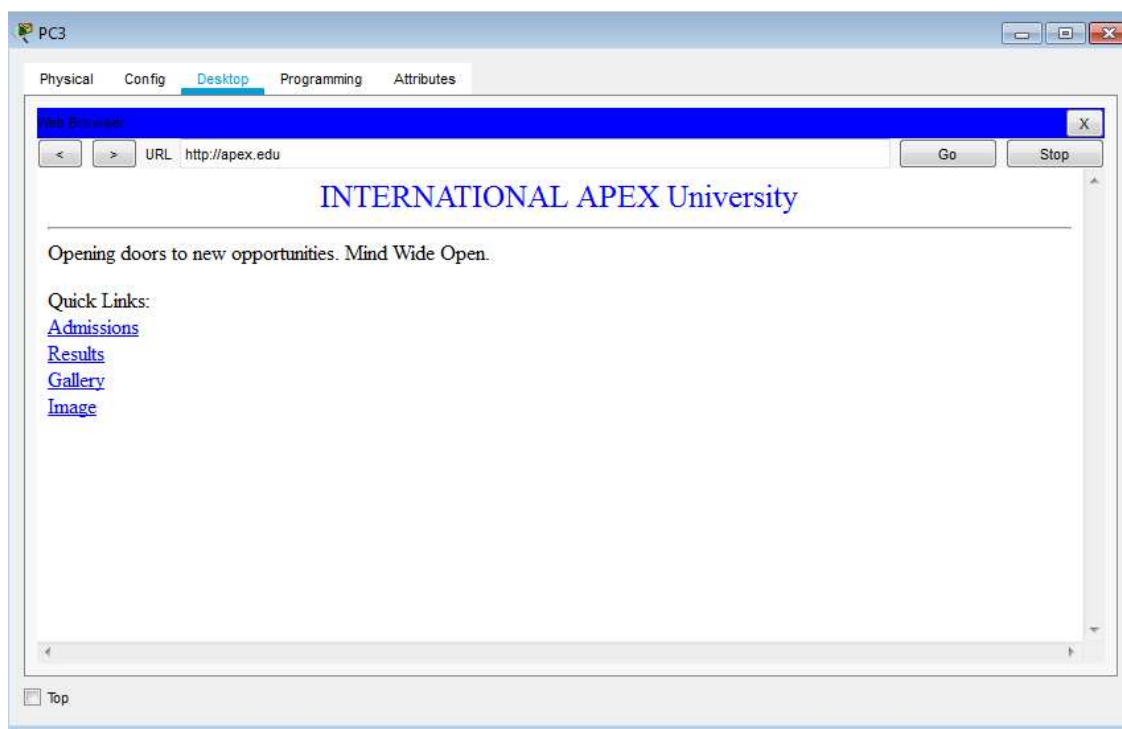 PC3
X
Physical Config Desktop Programming Attributes
Web Browser
X
< > URL http://apex.edu Go Stop
INTERNATIONAL APEX University
Opening doors to new opportunities. Mind Wide Open.
Quick Links:
Admissions
Results
Gallery
Image
Top